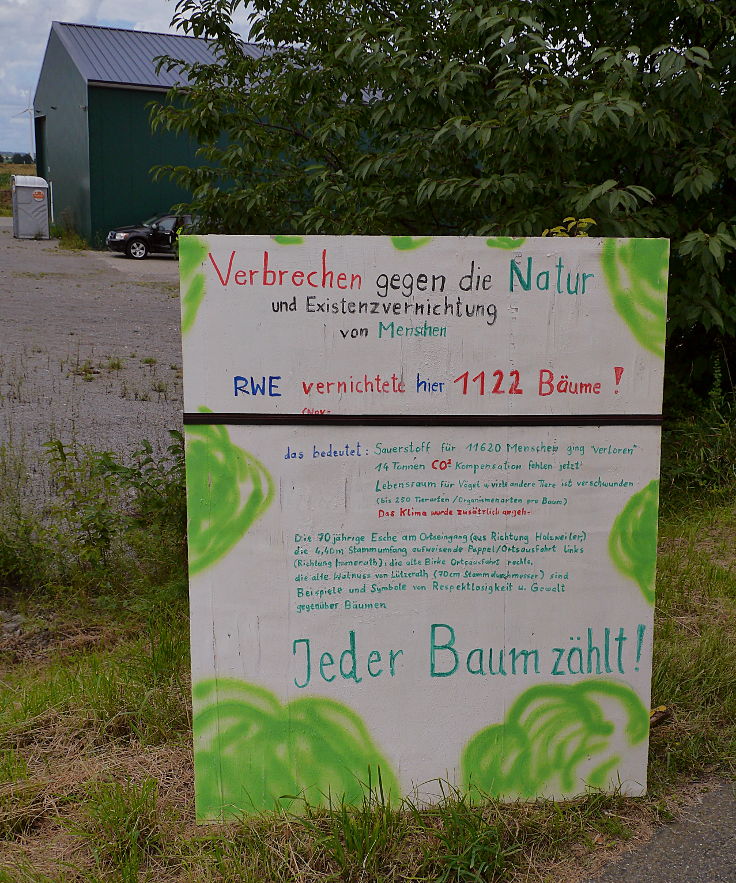 Verbrechen gegen die Natur
und Existenzvernichtung
von Menschen
RWE vernichtete hier 1122 Bäume !
(Nov.
das bedeutet: Sauerstoff für 11620 Menschen ging "verloren"
14 Tonnen CO² Kompensation fehlen jetzt
Lebensraum für Vögel u. viele andere Tiere ist verschwunden
(bis 250 Tierarten/Organismenarten pro Baum)
Das Klima wurde zusätzlich angeh-
Die 70jährige Esche am Ortseingang (aus Richtung Holzweiler);
die 4,40m Stammumfang aufweisende Pappel/Ortsausfahrt links
(Richtung Immerath); die alte Birke Ortsausfahrt rechts,
die alte Walnuss von Lützerath (70cm Stammdurchmesser) sind
Beispiele und Symbole von Respektlosigkeit u. Gewalt
gegenüber Bäumen
Jeder Baum zählt!